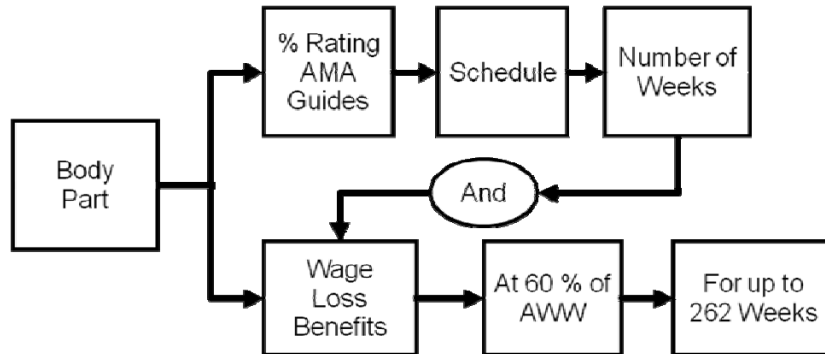 % Rating
AMA
Guides
Schedule
Number of
Weeks
Body
Part
And
Wage
Loss
Benefits
At 60 % of
AWW
For up to
262 Weeks